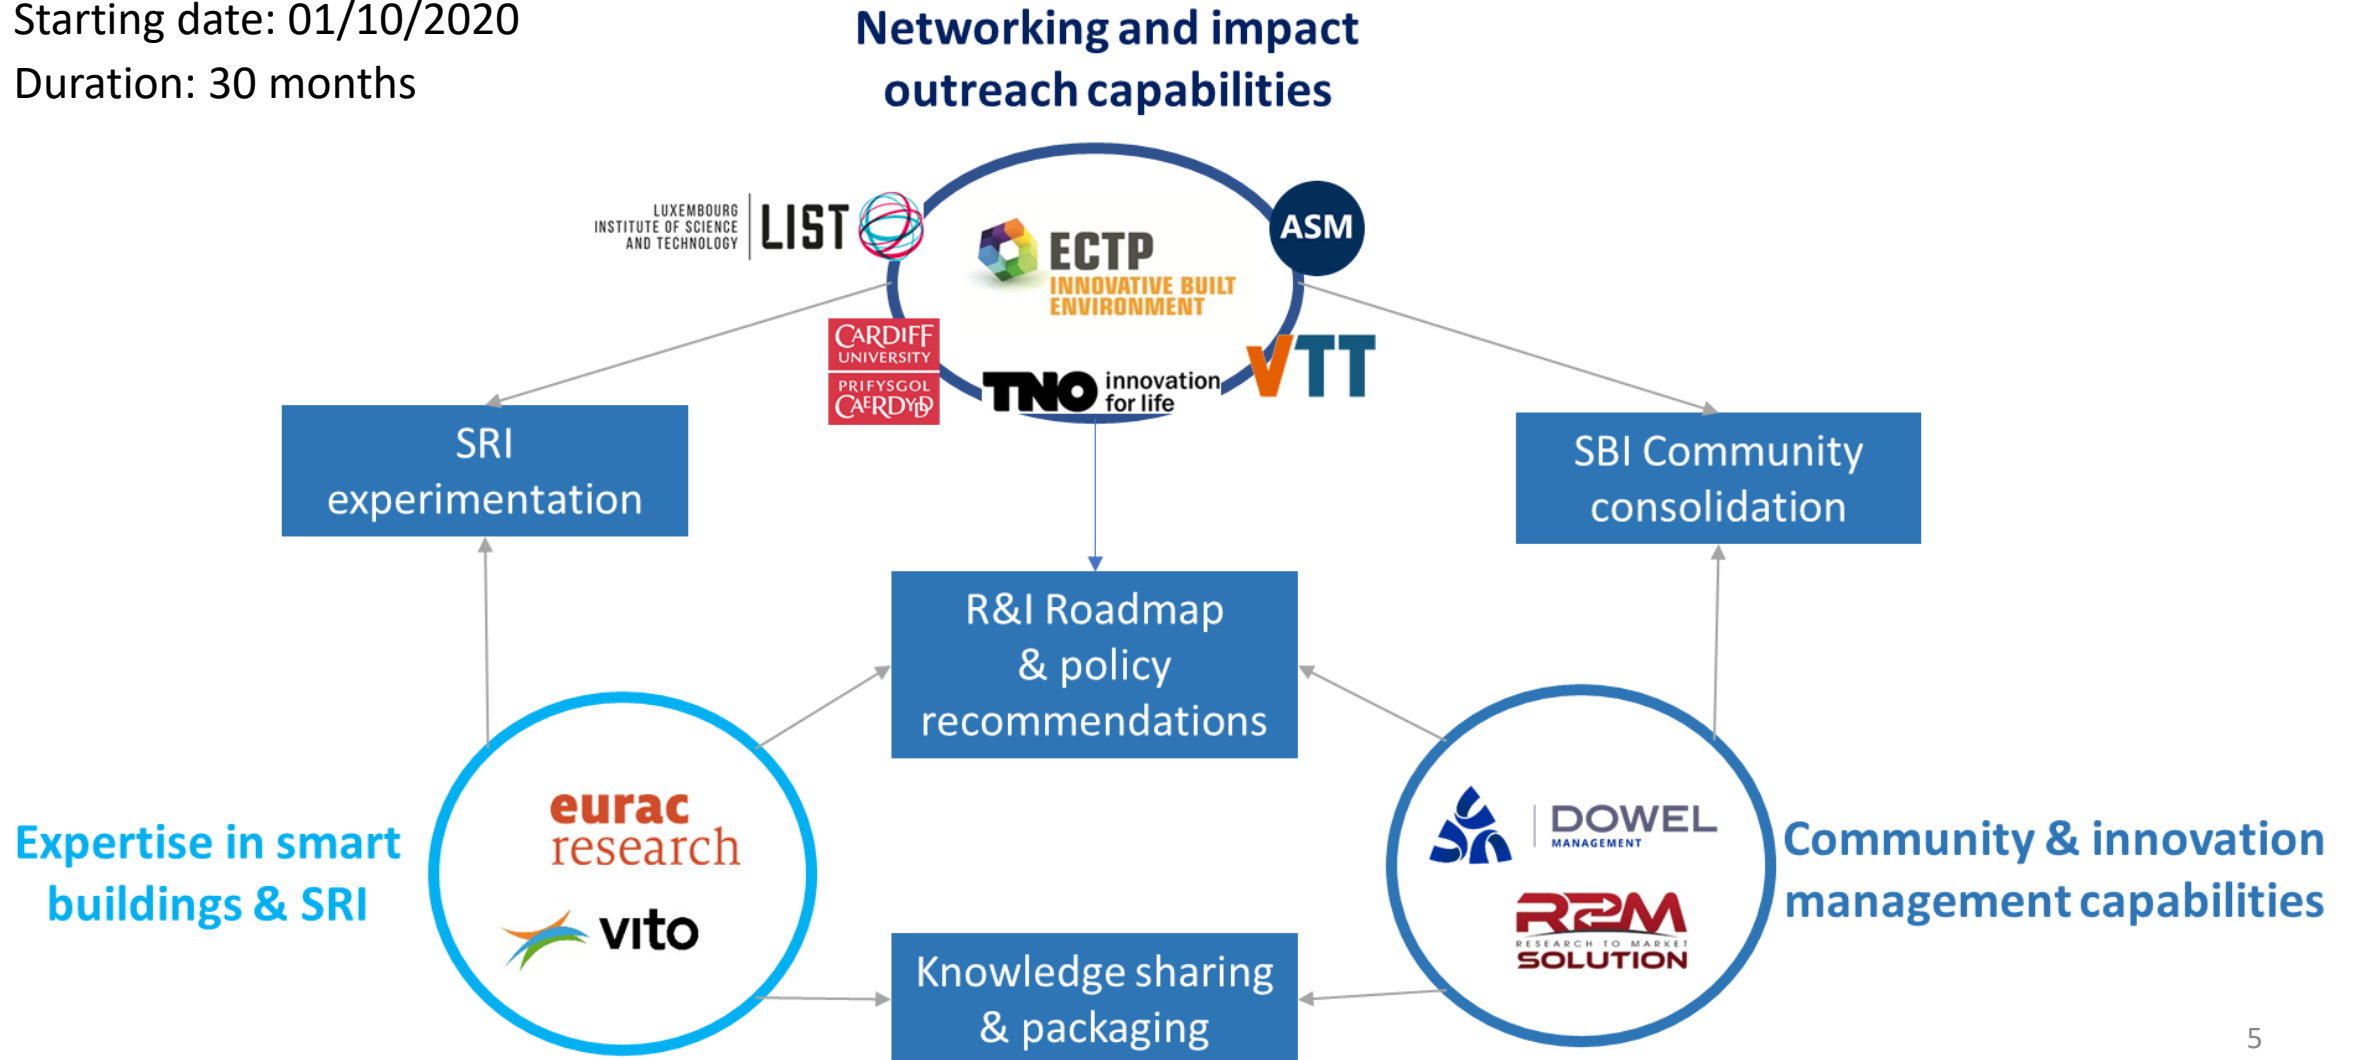 Starting date: 01/10/2020
Duration: 30 months
Networking and impact
outreach capabilities
LUXEMBOURG
INSTITUTE OF SCIENCE
AND TECHNOLOGY
LIST
ECTP
INNOVATIVE BUILT
ENVIRONMENT
ASM
CARDIFF
UNIVERSITY
PRIFYSGOL
CAERDYDD
TNO innovation
for life
VTT
SRI
experimentation
SBI Community
consolidation
R&I Roadmap
& policy
recommendations
Expertise in smart
buildings & SRI
eurac
research
vito
DOWEL
MANAGEMENT
R2M
RESEARCH TO MARKET
SOLUTION
Community & innovation
management capabilities
Knowledge sharing
& packaging
5